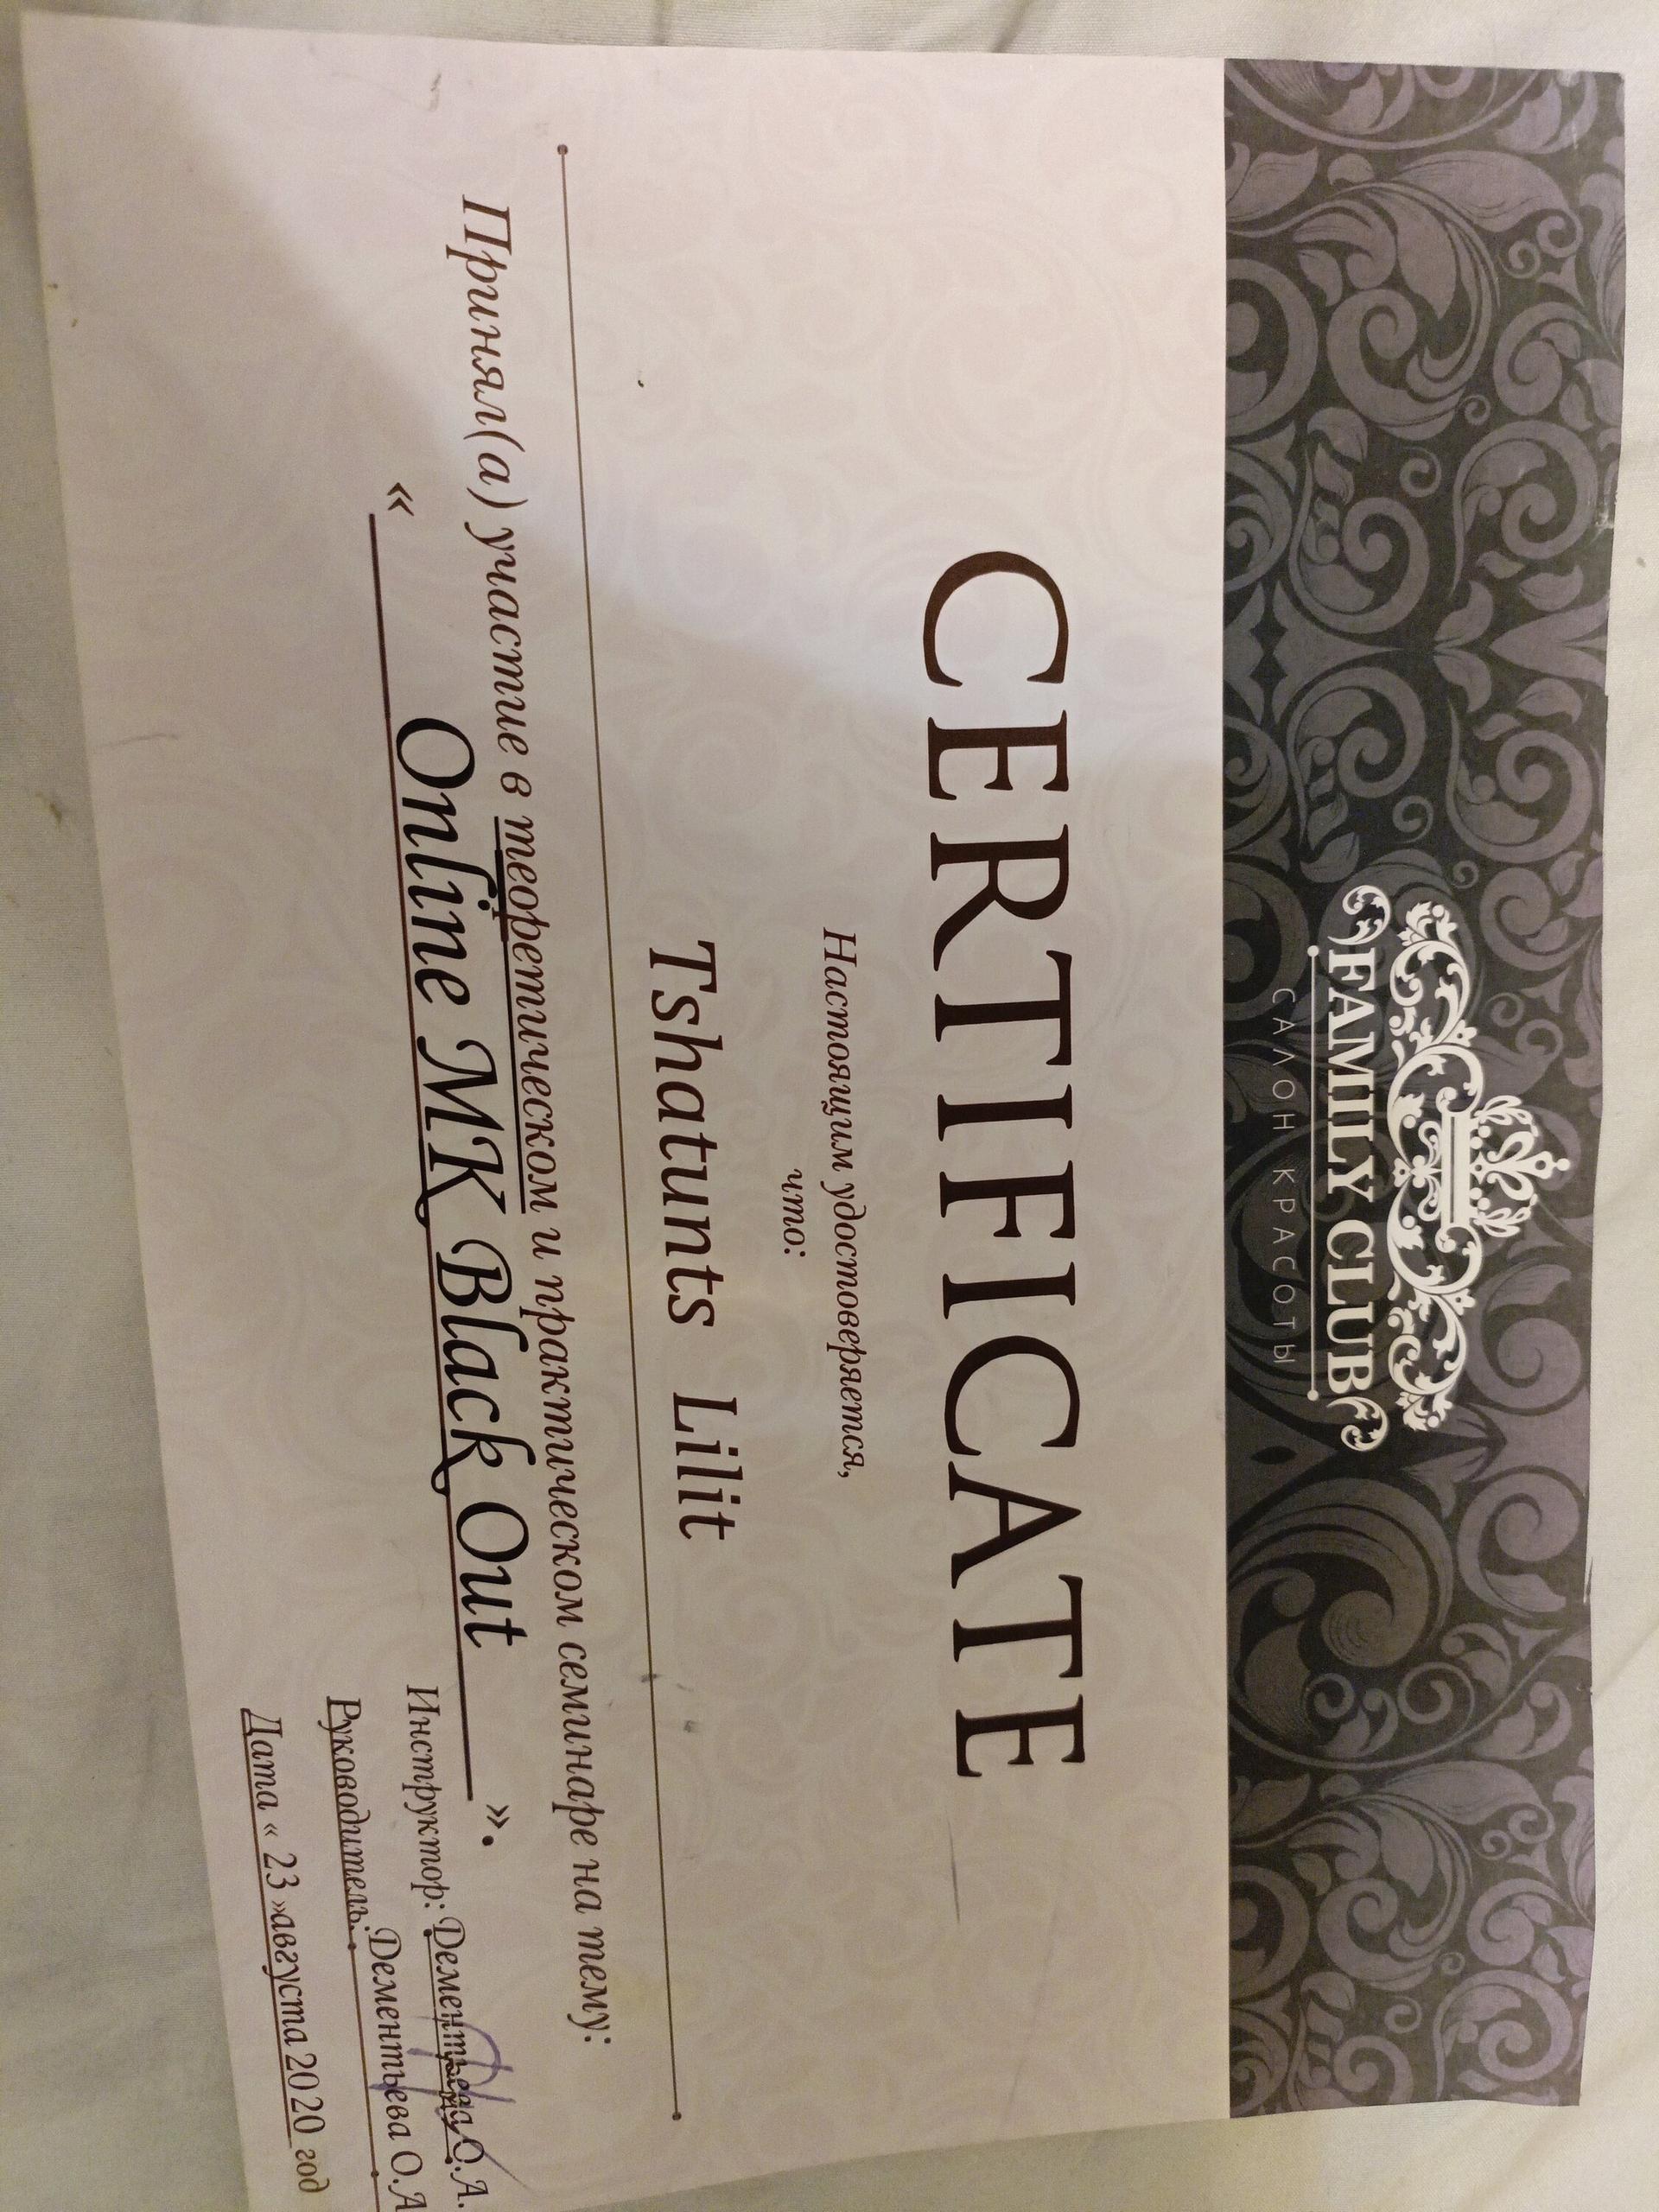 FAMILY CLUB
САЛОН КРАСОТЫ
CERTIFICATE
Настоящим удостоверяется,
что:
Tshatunts Lilit
Принял(а) участие в теоретическом и практическом семинаре на тему:
« Online MK Black Out ».
Инструктор: Дементьева О.А.
Руководитель: Дементьева О.А
Дата « 23 »августа 2020 год